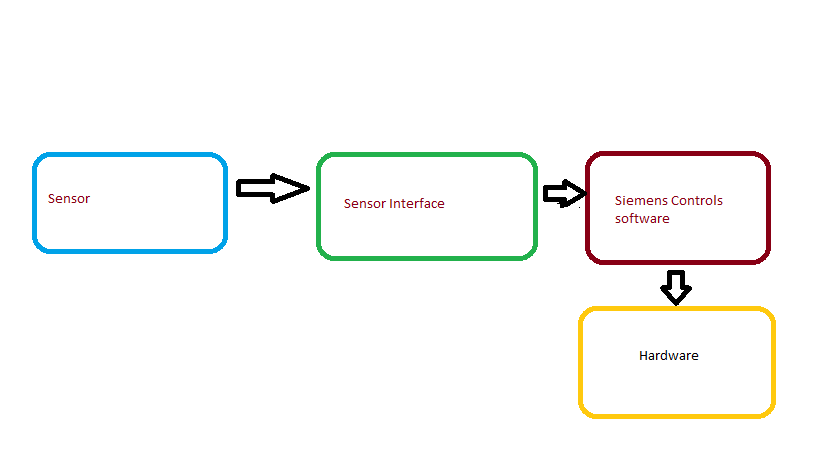 Sensor
Sensor Interface
Siemens Controls
software
Hardware